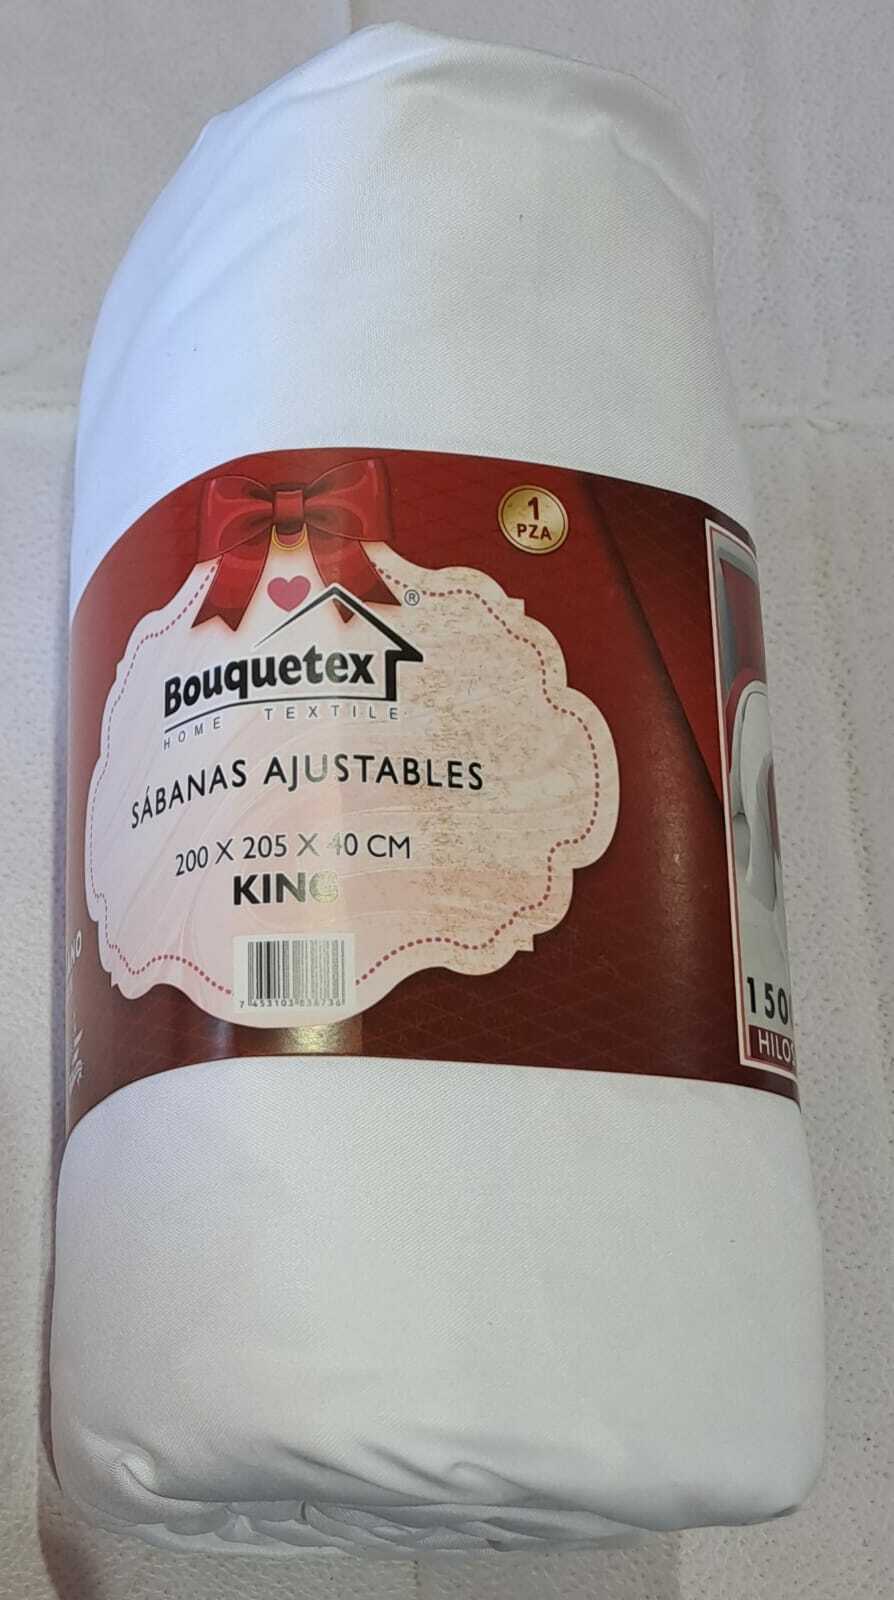 1
PZA
®
Bouquetex
HOME TEXTILE
SÁBANAS AJUSTABLES
200 X 205 X 40 CM
KING
150
HILOS